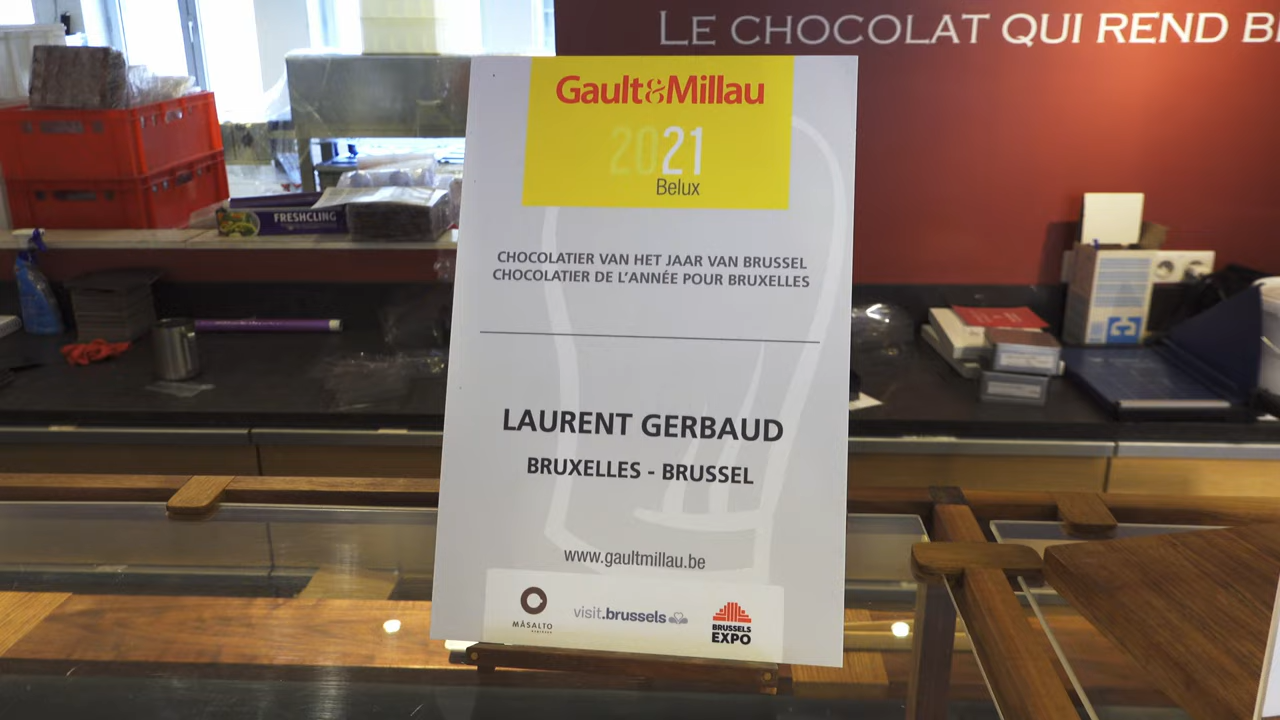 LE CHOCOLAT QUI REND
Gault&Millau
2021
Belux
FRESHCLING
CHOCOLATIER VAN HET JAAR VAN BRUSSEL
CHOCOLATIER DE L'ANNÉE POUR BRUXELLES
LAURENT GERBAUD
BRUXELLES - BRUSSEL
www.gaultmillau.be
MÁSALTO
visit.brussels
BRUSSELS
EXPO